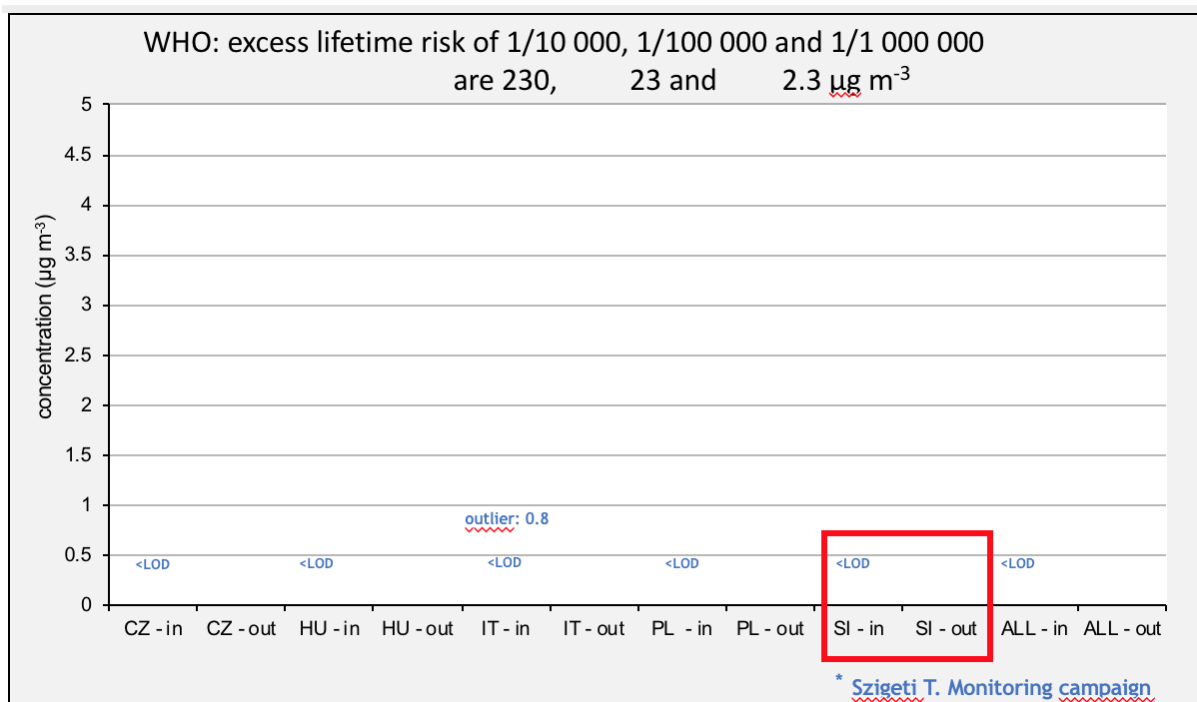 WHO: excess lifetime risk of 1/10 000, 1/100 000 and 1/1 000 000
are 230, 23 and 2.3 µg m-3
5
4.5
4
3.5
3
2.5
2
1.5
1
0.5
0
concentration (µg m-3)
outlier: 0.8
<LOD <LOD <LOD <LOD <LOD <LOD
CZ - in CZ - out HU - in HU - out IT - in IT - out PL - in PL - out SI - in SI - out ALL - in ALL - out
* Szigeti T. Monitoring campaign